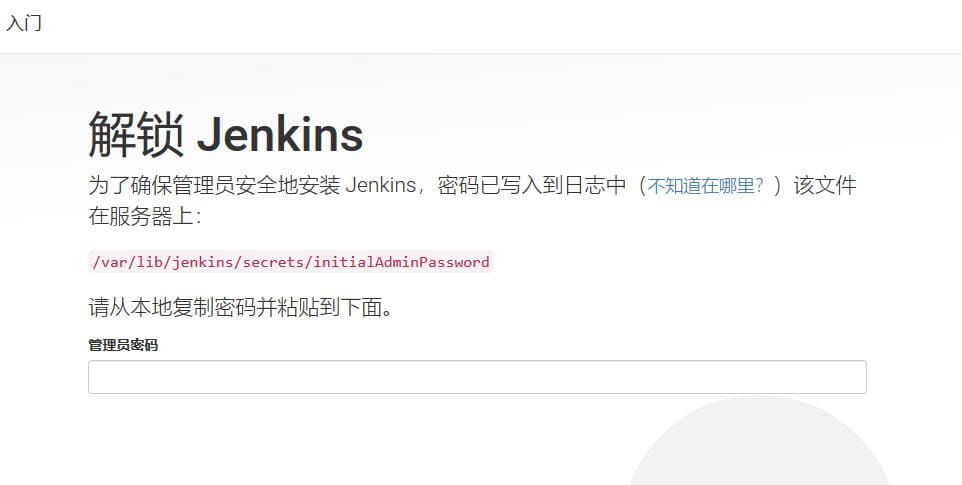 入门
解锁 Jenkins
为了确保管理员安全地安装 Jenkins，密码已写入到日志中（不知道在哪里？）该文件
在服务器上：
/var/lib/jenkins/secrets/initialAdminPassword
请从本地复制密码并粘贴到下面。
管理员密码